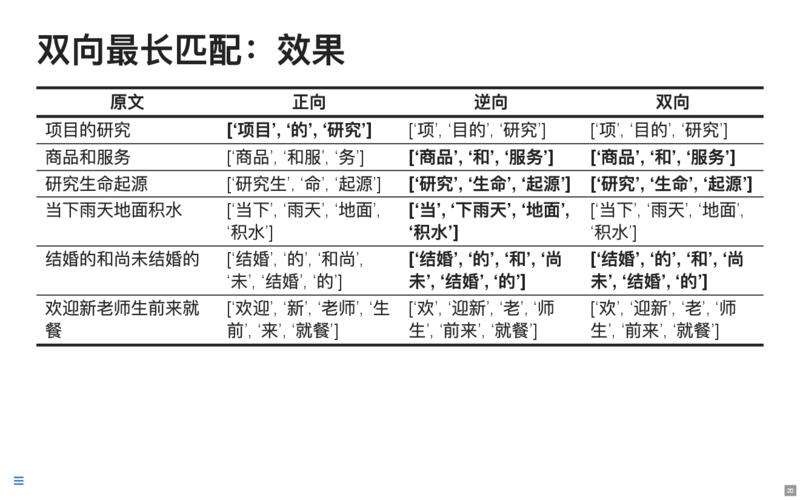 双向最长匹配：效果
原文 正向 逆向 双向
项目的研究 [‘项目’, ‘的’, ‘研究’] [‘项’, ‘目的’, ‘研究’] [‘项’, ‘目的’, ‘研究’]
商品和服务 [‘商品’, ‘和服’, ‘务’] [‘商品’, ‘和’, ‘服务’] [‘商品’, ‘和’, ‘服务’]
研究生命起源 [‘研究生’, ‘命’, ‘起源’] [‘研究’, ‘生命’, ‘起源’] [‘研究’, ‘生命’, ‘起源’]
当下雨天地面积水 [‘当下’, ‘雨天’, ‘地面’, [‘当’, ‘下雨天’, ‘地面’, [‘当下’, ‘雨天’, ‘地面’,
‘积水’] ‘积水’] ‘积水’]
结婚的和尚未结婚的 [‘结婚’, ‘的’, ‘和尚’, [‘结婚’, ‘的’, ‘和’, ‘尚 [‘结婚’, ‘的’, ‘和’, ‘尚
‘未’, ‘结婚’, ‘的’] 未’, ‘结婚’, ‘的’] 未’, ‘结婚’, ‘的’]
欢迎新老师生前来就 [‘欢迎’, ‘新’, ‘老师’, ‘生 [‘欢’, ‘迎新’, ‘老’, ‘师 [‘欢’, ‘迎新’, ‘老’, ‘师
餐 前’, ‘来’, ‘就餐’] 生’, ‘前来’, ‘就餐’] 生’, ‘前来’, ‘就餐’]
20